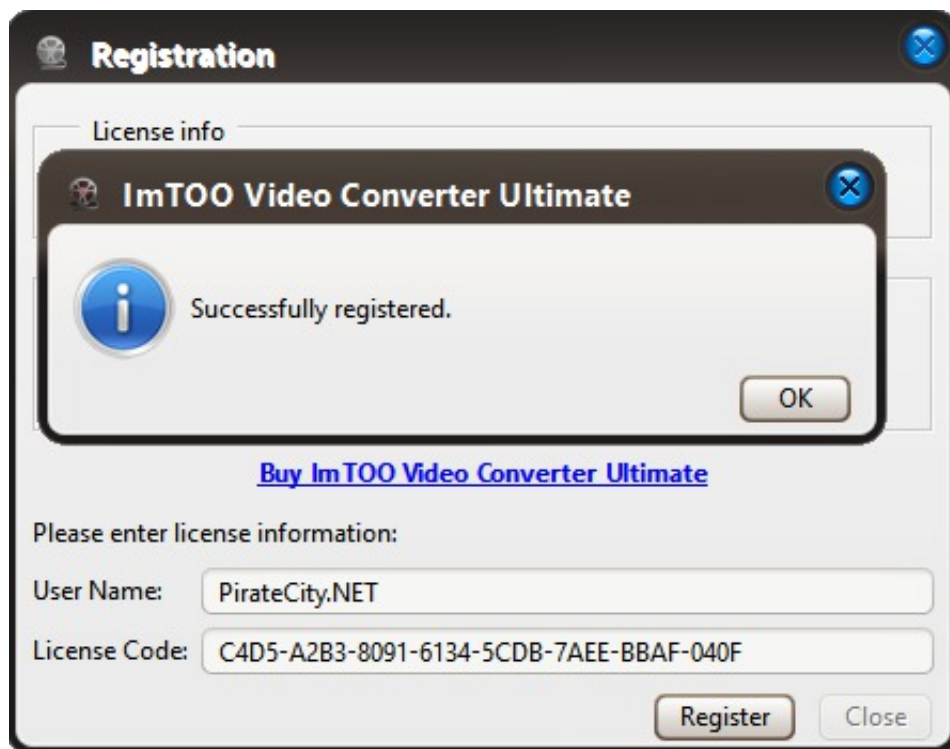 Registration
License info
ImTOO Video Converter Ultimate
Successfully registered.
OK
Buy ImTOO Video Converter Ultimate
Please enter license information:
User Name: PirateCity.NET
License Code: C4D5-A2B3-8091-6134-5CDB-7AEE-BBAF-040F
Register Close